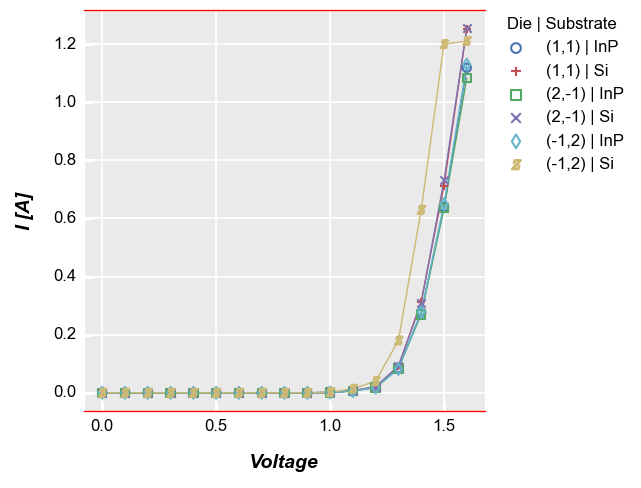 Die | Substrate
(1,1) | InP
(1,1) | Si
(2,-1) | InP
(2,-1) | Si
(-1,2) | InP
(-1,2) | Si
I [A]
1.2
1.0
0.8
0.6
0.4
0.2
0.0
0.0 0.5 1.0 1.5
Voltage